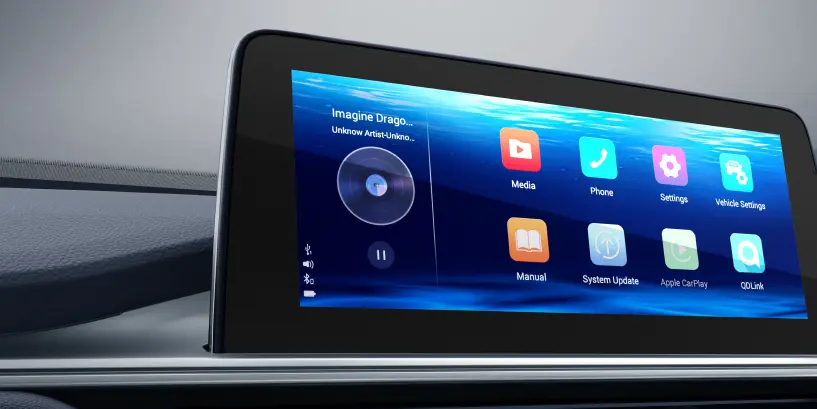 Imagine Drago...
Unknow Artist-Unkno...
Media
Phone
Settings
Vehicle Settings
Manual
System Update
Apple CarPlay
QDLink